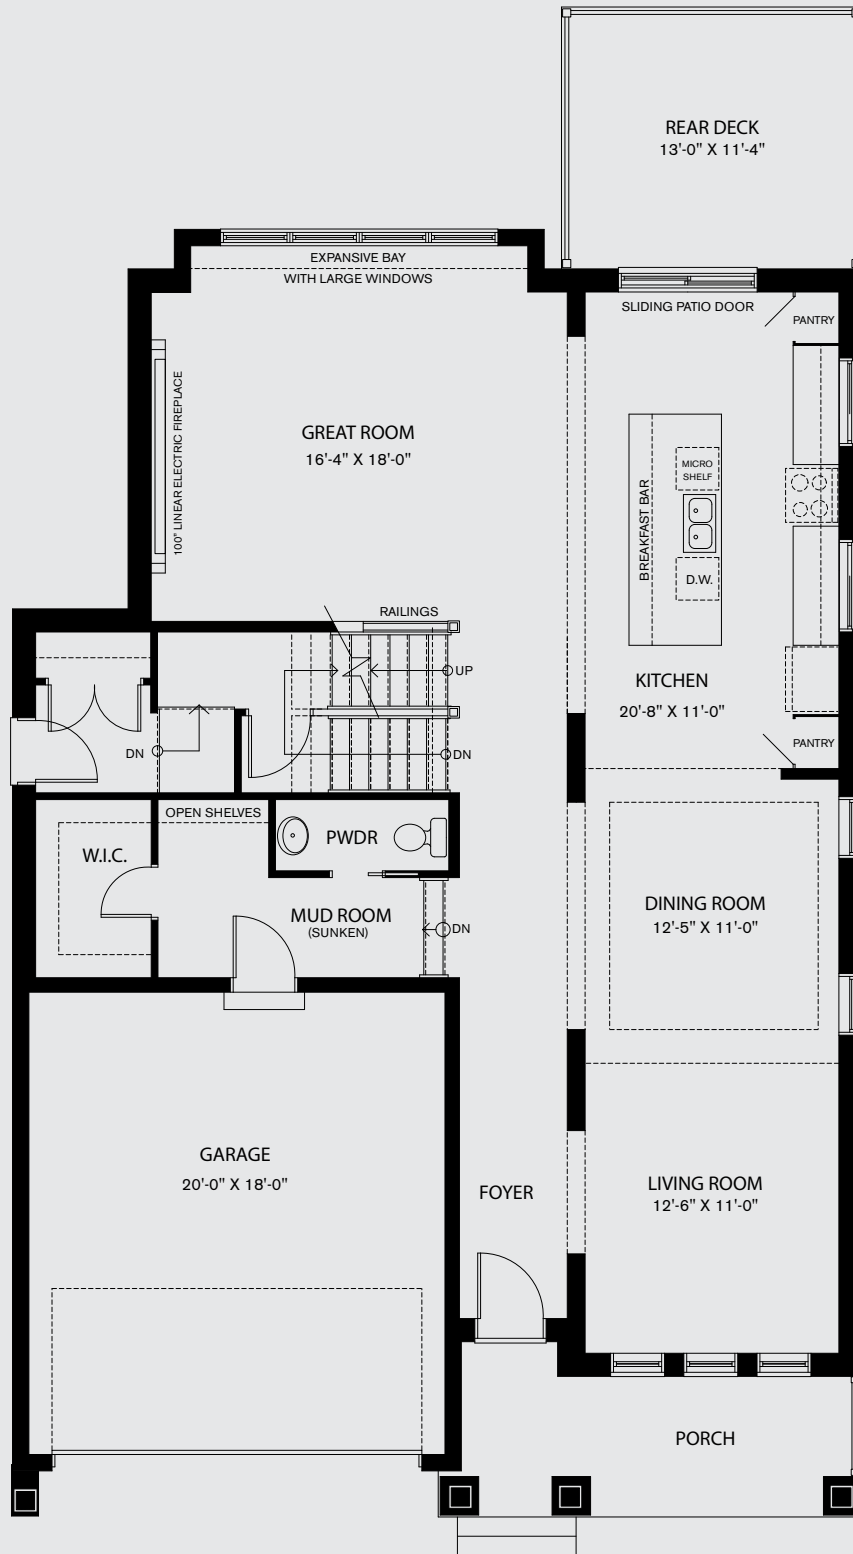 REAR DECK
13'-0" X 11'-4"
EXPANSIVE BAY
WITH LARGE WINDOWS
SLIDING PATIO DOOR
PANTRY
100" LINEAR ELECTRIC FIREPLACE
GREAT ROOM
16'-4" X 18'-0"
BREAKFAST BAR
MICRO
SHELF
D.W.
RAILINGS
UP
KITCHEN
20'-8" X 11'-0"
PANTRY
DN
DN
OPEN SHELVES
W.I.C.
PWDR
MUD ROOM
(SUNKEN)
DN
DINING ROOM
12'-5" X 11'-0"
GARAGE
20'-0" X 18'-0"
FOYER
LIVING ROOM
12'-6" X 11'-0"
PORCH